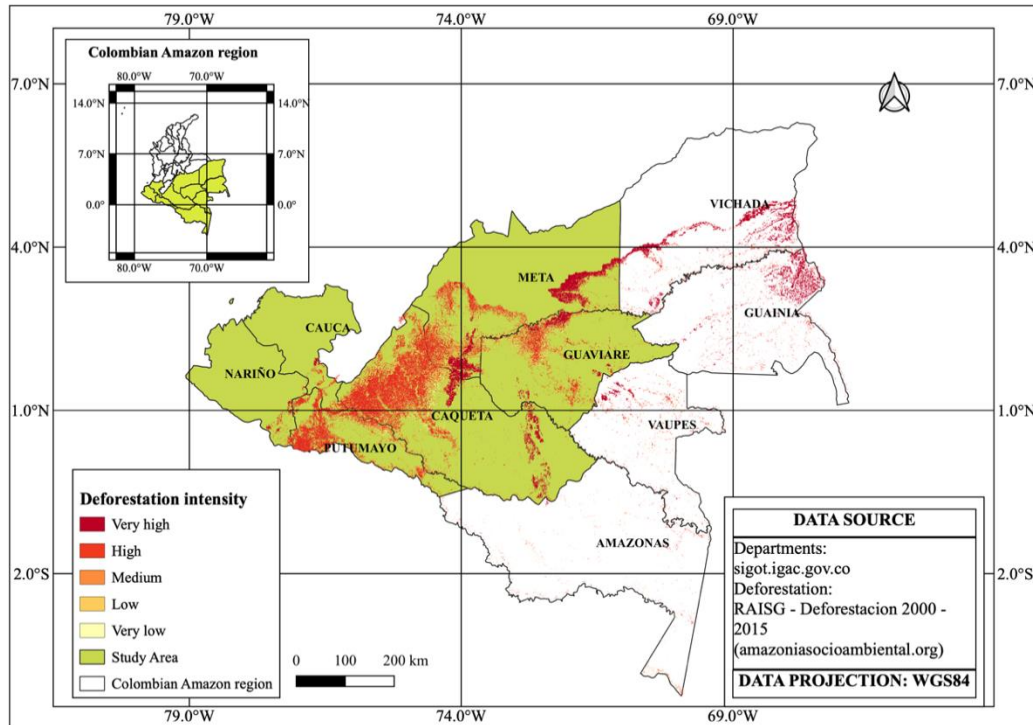 79.0°W 74.0°W 69.0°W
Colombian Amazon region
80.0°W 70.0°W
14.0°N 14.0°N
7.0°N 7.0°N
0.0° 0.0°
80.0°W 70.0°W
7.0°N 7.0°N
VICHADA
4.0°N 4.0°N
META
GUAINIA
CAUCA
GUAVIARE
NARIÑO
1.0°N CAQUETA 1.0°N
VAUPES
PUTUMAYO
AMAZONAS
2.0°S 2.0°S
Deforestation intensity
Very high
High
Medium
Low
Very low
Study Area
Colombian Amazon region
0 100 200 km
DATA SOURCE
Departments:
sigot.igac.gov.co
Deforestation:
RAISG - Deforestacion 2000 -
2015
(amazoniasocioambiental.org)
DATA PROJECTION: WGS84
79.0°W 74.0°W 69.0°W